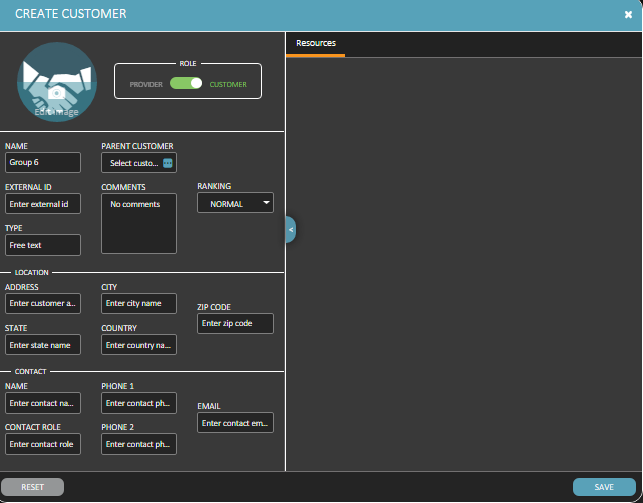 CREATE CUSTOMER
Resources
ROLE
PROVIDER CUSTOMER
Edit Image
NAME PARENT CUSTOMER
Group 6 Select custo...
EXTERNAL ID COMMENTS RANKING
Enter external id No comments NORMAL
TYPE
Free text
LOCATION
ADDRESS CITY
Enter customer a... Enter city name
ZIP CODE
Enter zip code
STATE COUNTRY
Enter state name Enter country na...
CONTACT
NAME PHONE 1
Enter contact na... Enter contact ph...
EMAIL
Enter contact em...
CONTACT ROLE PHONE 2
Enter contact role Enter contact ph...
RESET SAVE